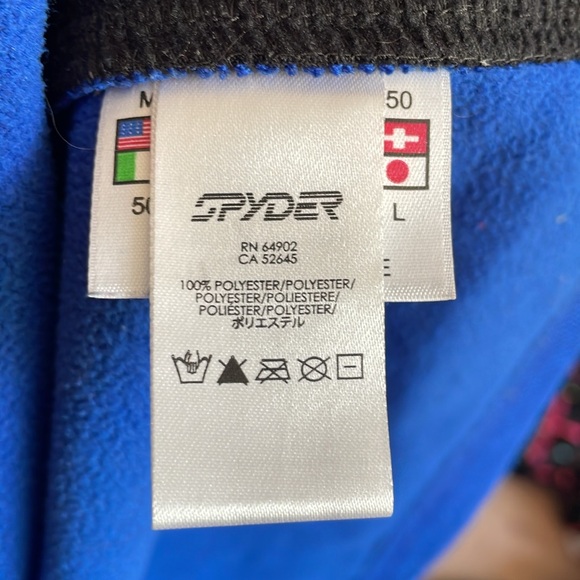 M
50
50
L
E
SPYDER
RN 64902
CA 52645
100% POLYESTER/POLYESTER/
POLYESTER/POLIESTERE/
POLIÉSTER/POLYESTER/
ポリエステル